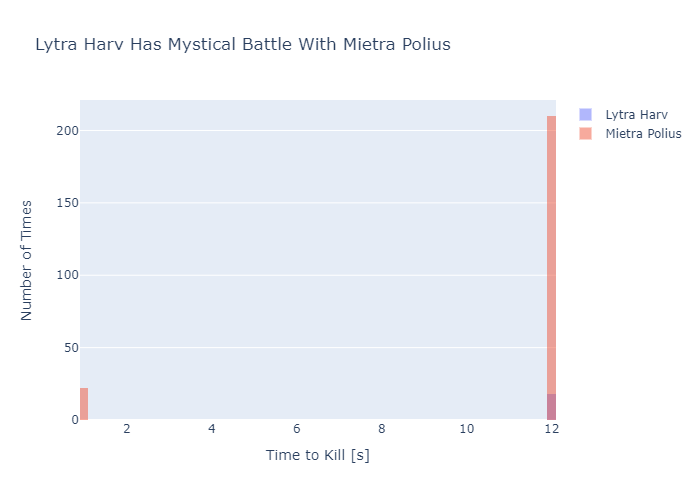 Lytra Harv Has Mystical Battle With Mietra Polius
Lytra Harv
Mietra Polius
Number of Times
200
150
100
50
0
2
4
6
8
10
12
Time to Kill [s]